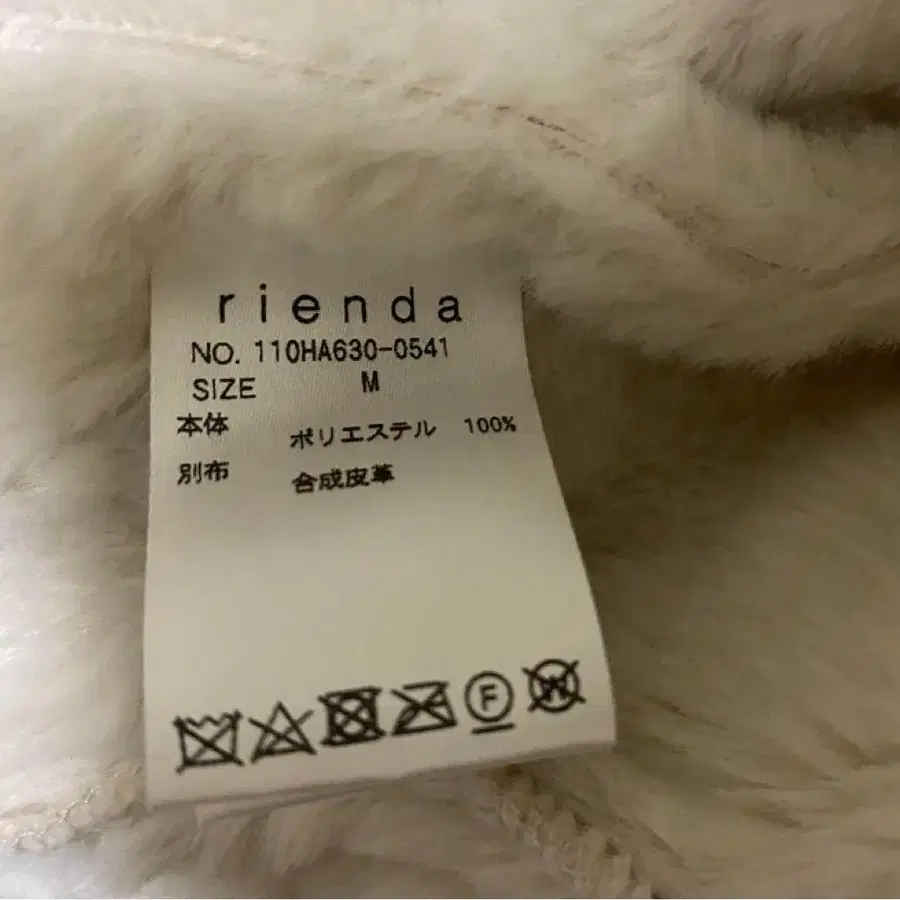 rienda
NO. 110HA630-0541
SIZE M
本体 ポリエステル 100%
別布 合成皮革
F
W